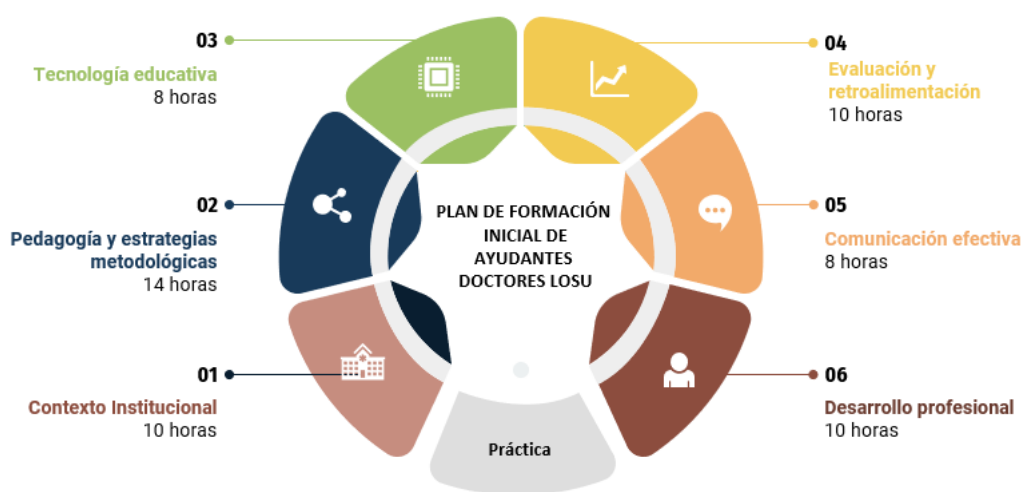 03
Tecnología educativa
8 horas
04
Evaluación y
retroalimentación
10 horas
02
Pedagogía y estrategias
metodológicas
14 horas
PLAN DE FORMACIÓN
INICIAL DE
AYUDANTES
DOCTORES LOSU
05
Comunicación efectiva
8 horas
01
Contexto Institucional
10 horas
06
Desarrollo profesional
10 horas
Práctica